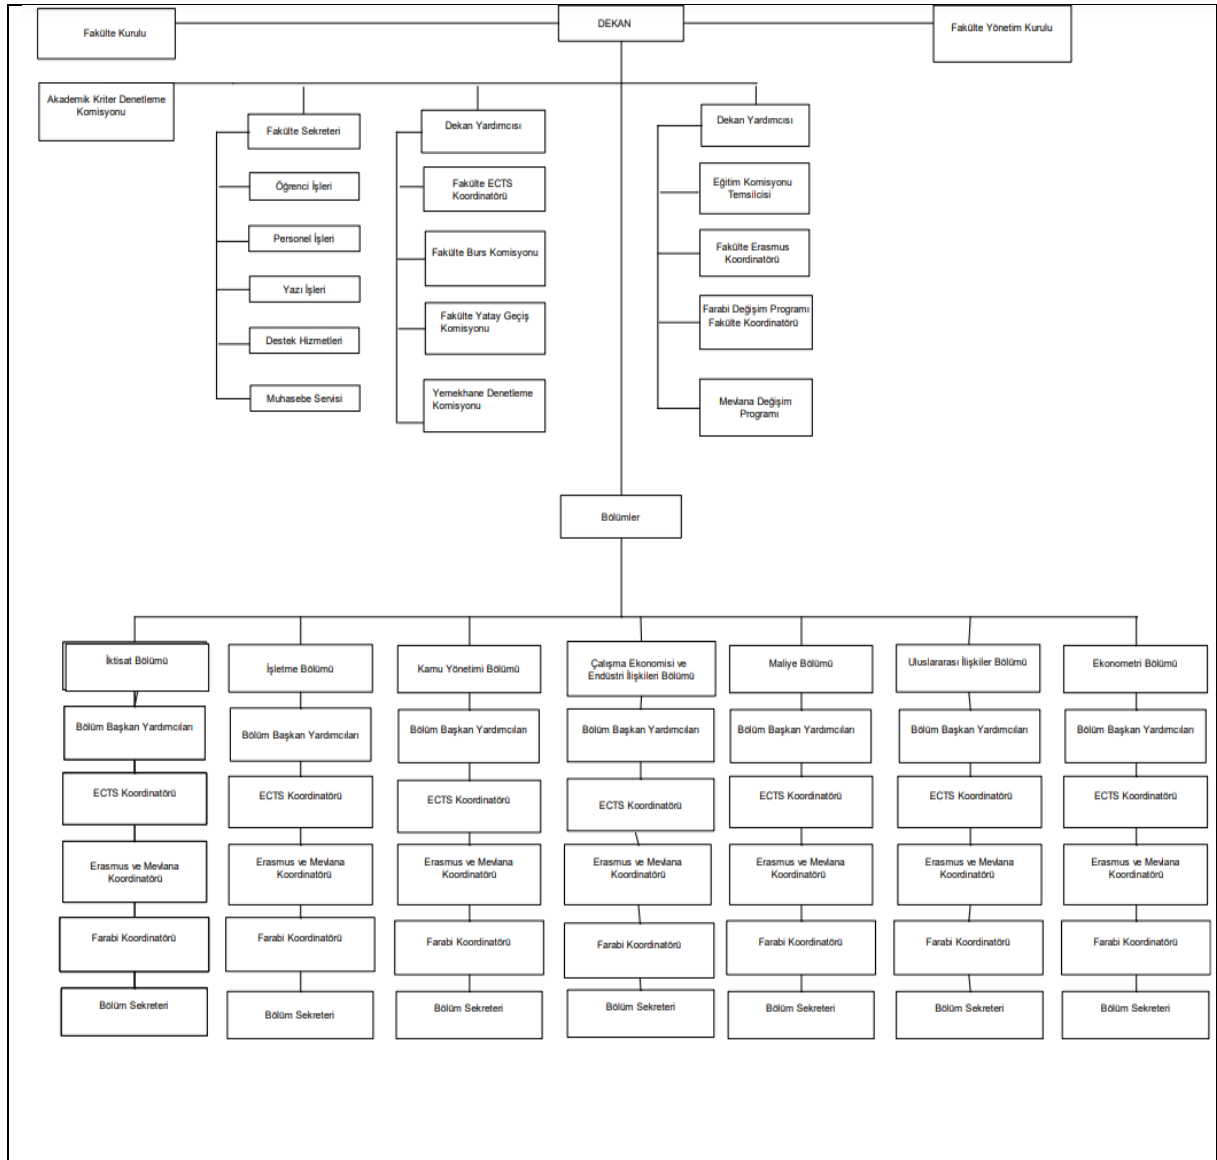 Fakülte Kurulu
DEKAN
Fakülte Yönetim Kurulu
Akademik Kriter Denetleme
Komisyonu
Fakülte Sekreteri
Öğrenci İşleri
Personel İşleri
Yazı İşleri
Destek Hizmetleri
Muhasebe Servisi
Dekan Yardımcısı
Fakülte ECTS
Koordinatörü
Fakülte Burs Komisyonu
Fakülte Yatay Geçiş
Komisyonu
Yemekhane Denetleme
Komisyonu
Dekan Yardımcısı
Eğitim Komisyonu
Temsilcisi
Fakülte Erasmus
Koordinatörü
Farabi Değişim Programı
Fakülte Koordinatörü
Mevlana Değişim
Programı
Bölümler
İktisat Bölümü
Bölüm Başkan Yardımcıları
ECTS Koordinatörü
Erasmus ve Mevlana
Koordinatörü
Farabi Koordinatörü
Bölüm Sekreteri
İşletme Bölümü
Bölüm Başkan Yardımcıları
ECTS Koordinatörü
Erasmus ve Mevlana
Koordinatörü
Farabi Koordinatörü
Bölüm Sekreteri
Kamu Yönetimi Bölümü
Bölüm Başkan Yardımcıları
ECTS Koordinatörü
Erasmus ve Mevlana
Koordinatörü
Farabi Koordinatörü
Bölüm Sekreteri
Çalışma Ekonomisi ve
Endüstri İlişkileri Bölümü
Bölüm Başkan Yardımcıları
ECTS Koordinatörü
Erasmus ve Mevlana
Koordinatörü
Farabi Koordinatörü
Bölüm Sekreteri
Maliye Bölümü
Bölüm Başkan Yardımcıları
ECTS Koordinatörü
Erasmus ve Mevlana
Koordinatörü
Farabi Koordinatörü
Bölüm Sekreteri
Uluslararası İlişkiler Bölümü
Bölüm Başkan Yardımcıları
ECTS Koordinatörü
Erasmus ve Mevlana
Koordinatörü
Farabi Koordinatörü
Bölüm Sekreteri
Ekonometri Bölümü
Bölüm Başkan Yardımcıları
ECTS Koordinatörü
Erasmus ve Mevlana
Koordinatörü
Farabi Koordinatörü
Bölüm Sekreteri